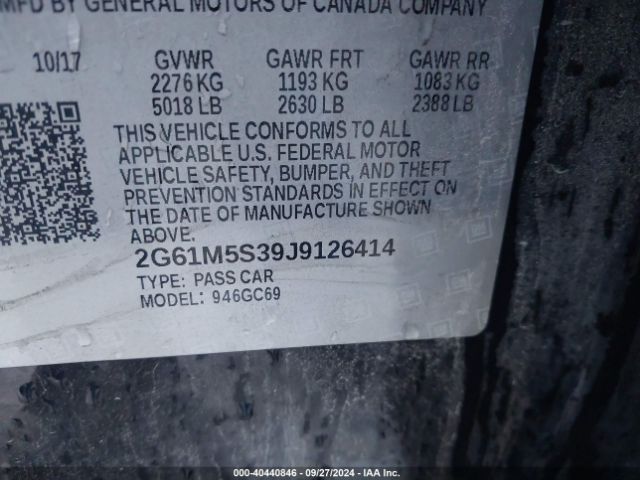 MFD BY GENERAL MOTORS OF CANADA COMPANY
10/17 GVWR GAWR FRT GAWR RR
2276 KG 1193 KG 1083 KG
5018 LB 2630 LB 2388 LB
THIS VEHICLE CONFORMS TO ALL
APPLICABLE U.S. FEDERAL MOTOR
VEHICLE SAFETY, BUMPER, AND THEFT
PREVENTION STANDARDS IN EFFECT ON
THE DATE OF MANUFACTURE SHOWN
ABOVE.
2G61M5S39J9126414
TYPE: PASS CAR
MODEL: 946GC69
000-40440846 - 09/27/2024 - IAA Inc.